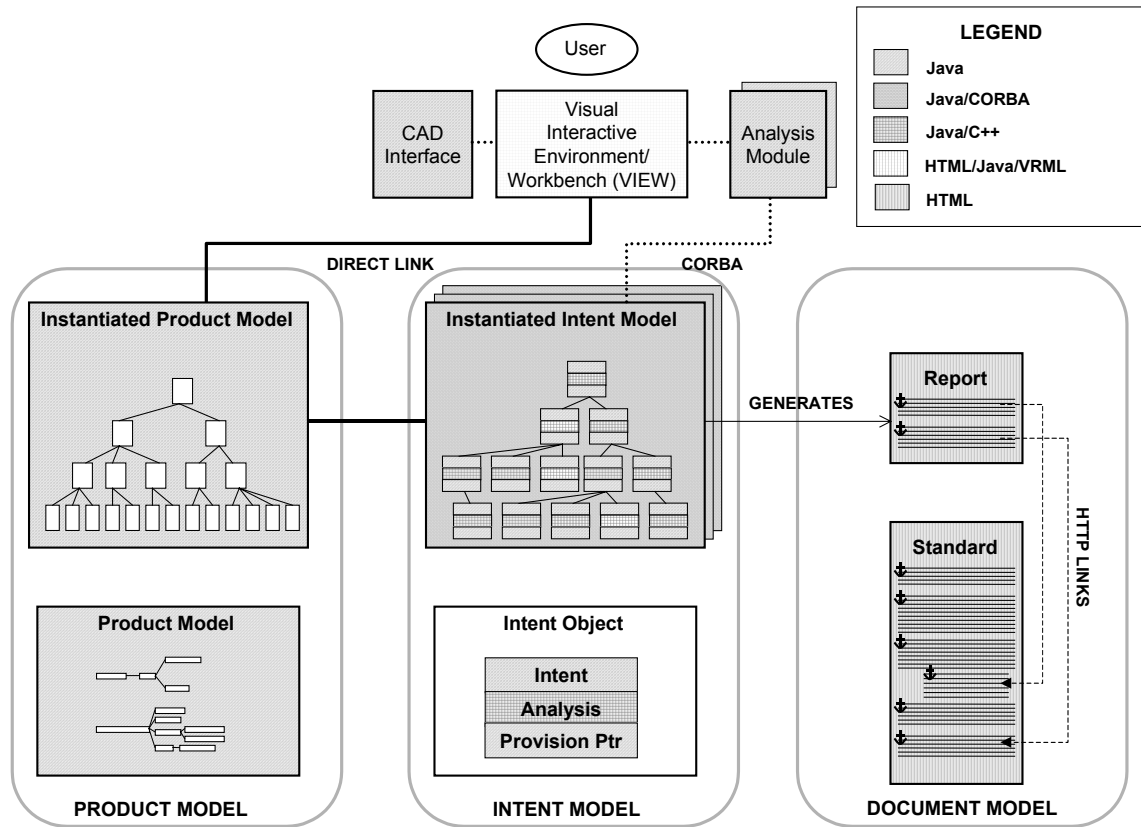 User
LEGEND
Java
Java/CORBA
Java/C++
HTML/Java/VRML
HTML
CAD
Interface
Visual
Interactive
Environment/
Workbench (VIEW)
Analysis
Module
DIRECT LINK
CORBA
Instantiated Product Model
Instantiated Intent Model
GENERATES
Report
HTTP LINKS
Standard
Product Model
Intent Object
Intent
Analysis
Provision Ptr
PRODUCT MODEL
INTENT MODEL
DOCUMENT MODEL